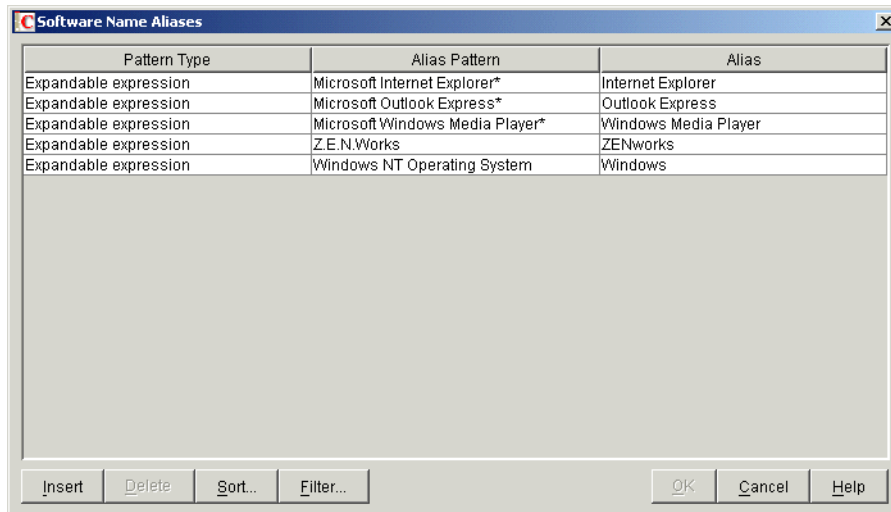 Software Name Aliases
Pattern Type Alias Pattern Alias
Expandable expression Microsoft Internet Explorer* Internet Explorer
Expandable expression Microsoft Outlook Express* Outlook Express
Expandable expression Microsoft Windows Media Player* Windows Media Player
Expandable expression Z.E.N.Works ZENworks
Expandable expression Windows NT Operating System Windows
Insert Delete Sort... Filter... OK Cancel Help